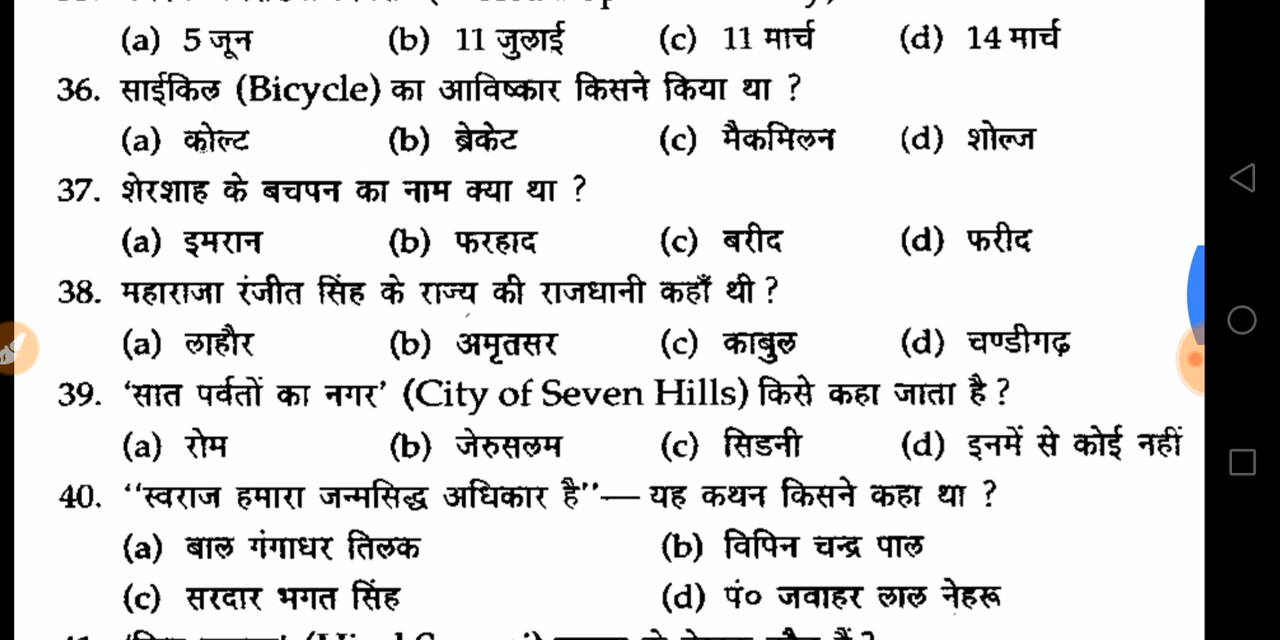 (a) 5 जून (b) 11 जुलाई (c) 11 मार्च (d) 14 मार्च
36. साईकिल (Bicycle) का आविष्कार किसने किया था ?
(a) कोल्ट (b) ब्रेकेट (c) मैकमिलन (d) शोल्ज
37. शेरशाह के बचपन का नाम क्या था ?
(a) इमरान (b) फरहाद (c) बरीद (d) फरीद
38. महाराजा रंजीत सिंह के राज्य की राजधानी कहाँ थी ?
(a) लाहौर (b) अमृतसर (c) काबुल (d) चण्डीगढ़
39. ‘सात पर्वतों का नगर’ (City of Seven Hills) किसे कहा जाता है ?
(a) रोम (b) जेरुसलम (c) सिडनी (d) इनमें से कोई नहीं
40. “स्वराज हमारा जन्मसिद्ध अधिकार है”— यह कथन किसने कहा था ?
(a) बाल गंगाधर तिलक (b) विपिन चन्द्र पाल
(c) सरदार भगत सिंह (d) पं० जवाहर लाल नेहरू